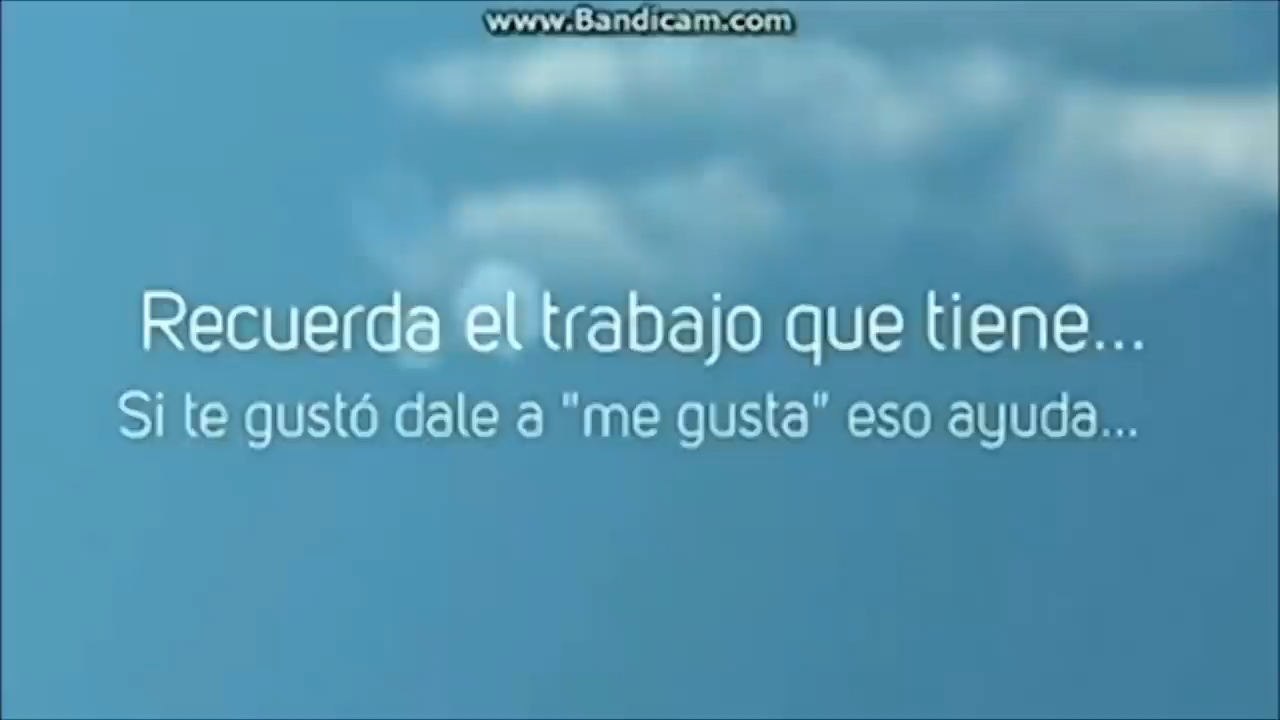 www.Bandicam.com
Recuerda el trabajo que tiene...
Si te gustó dale a "me gusta" eso ayuda...